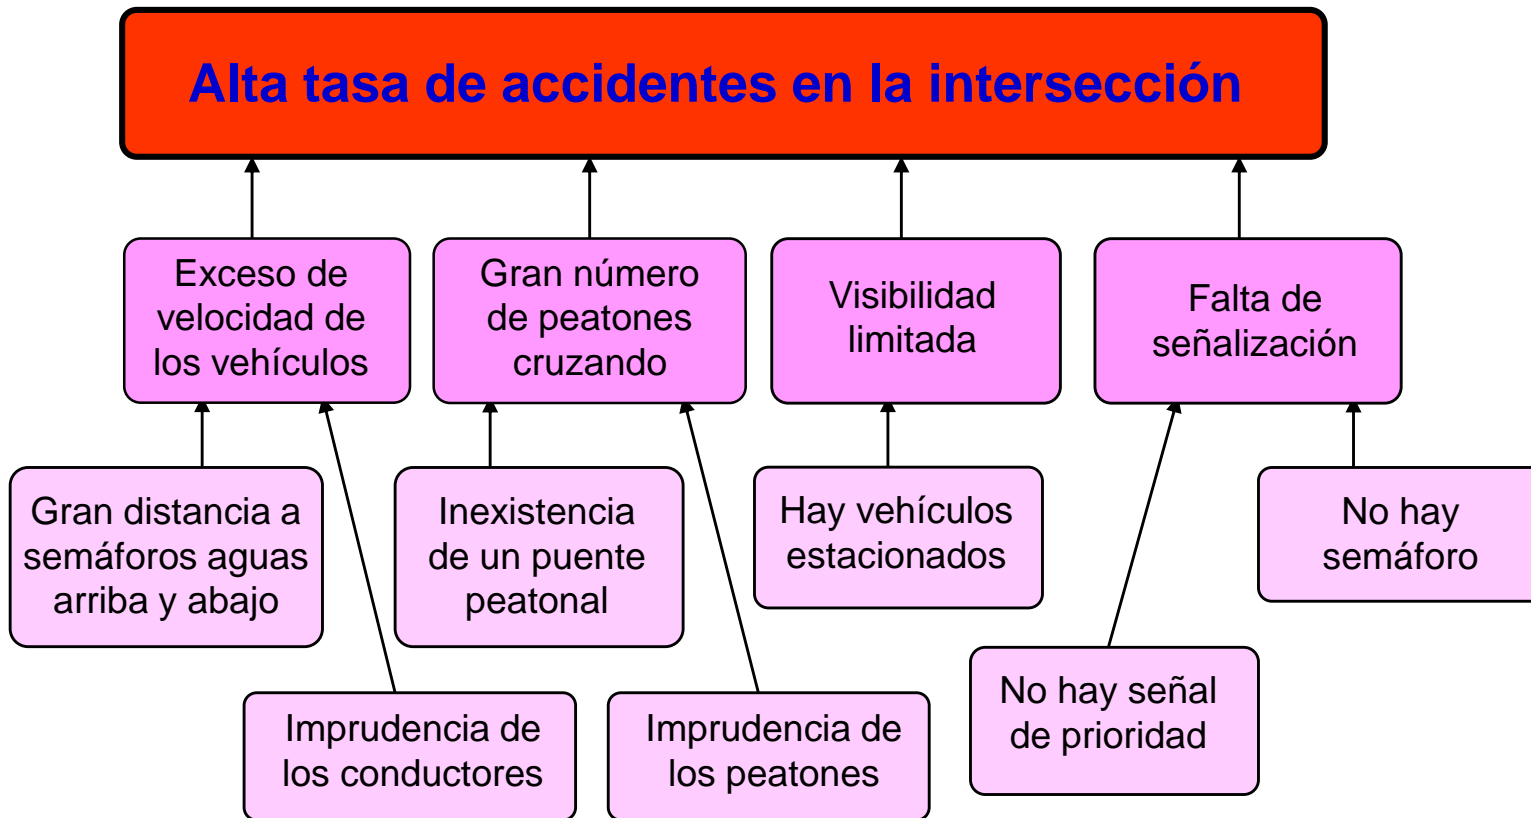 Alta tasa de accidentes en la intersección
Exceso de
velocidad de
los vehículos
Gran número
de peatones
cruzando
Visibilidad
limitada
Falta de
señalización
Gran distancia a
semáforos aguas
arriba y abajo
Inexistencia
de un puente
peatonal
Hay vehículos
estacionados
No hay
semáforo
Imprudencia de
los conductores
Imprudencia de
los peatones
No hay señal
de prioridad